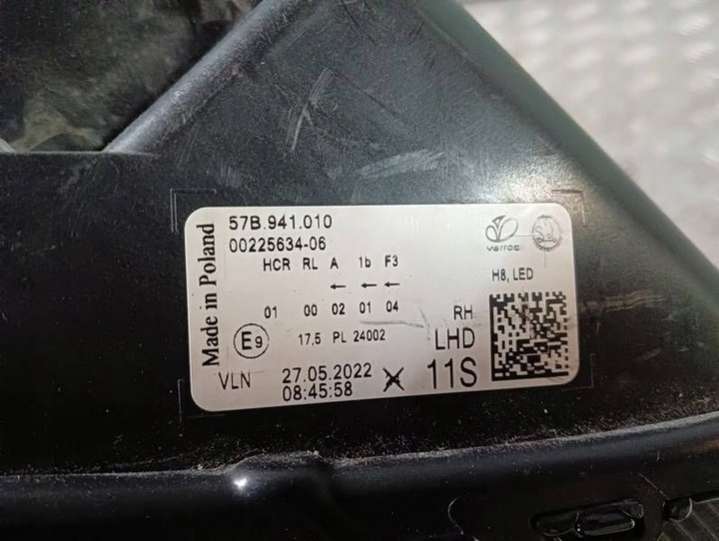 Made in Poland
57B.941.010
00225634-06
varroc
HCR RL A 1b F3
← ← ←
H8, LED
01 00 02 01 04
RH
E9
17,5 PL 24002
LHD
VLN
27.05.2022
08:45:58
11S